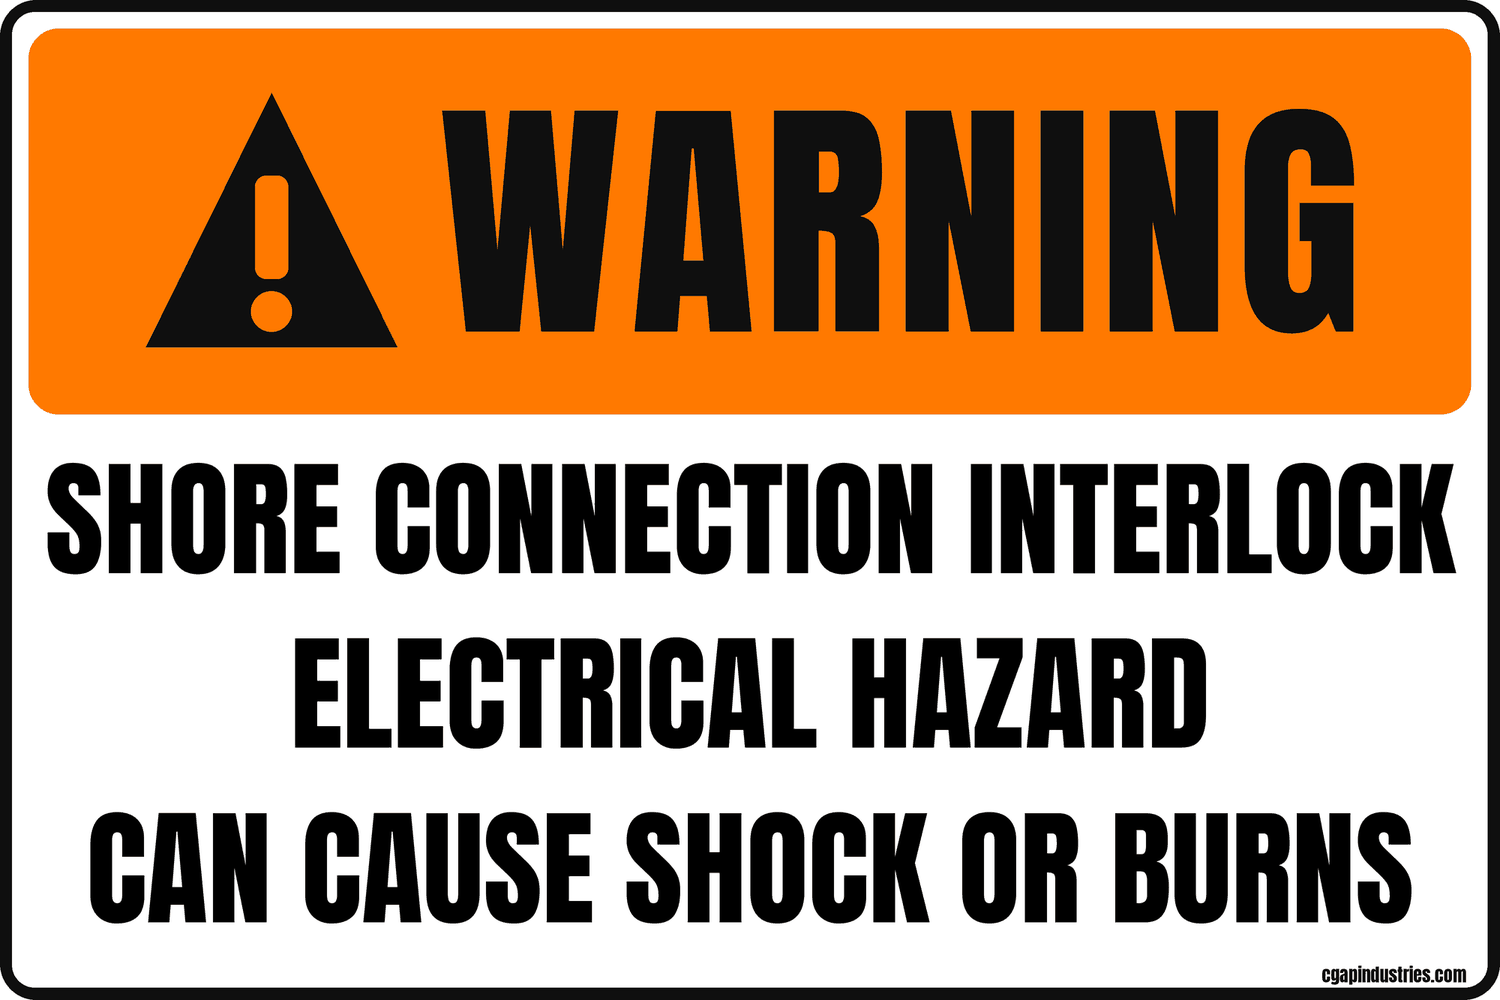 WARNING
SHORE CONNECTION INTERLOCK
ELECTRICAL HAZARD
CAN CAUSE SHOCK OR BURNS
cgapindustries.com